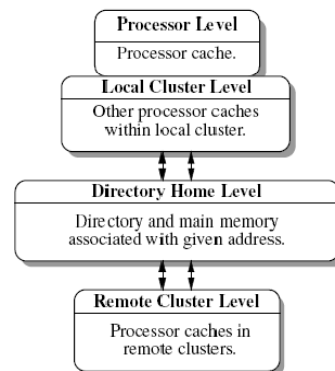 Processor Level
Processor cache.
Local Cluster Level
Other processor caches
within local cluster.
Directory Home Level
Directory and main memory
associated with given address.
Remote Cluster Level
Processor caches in
remote clusters.